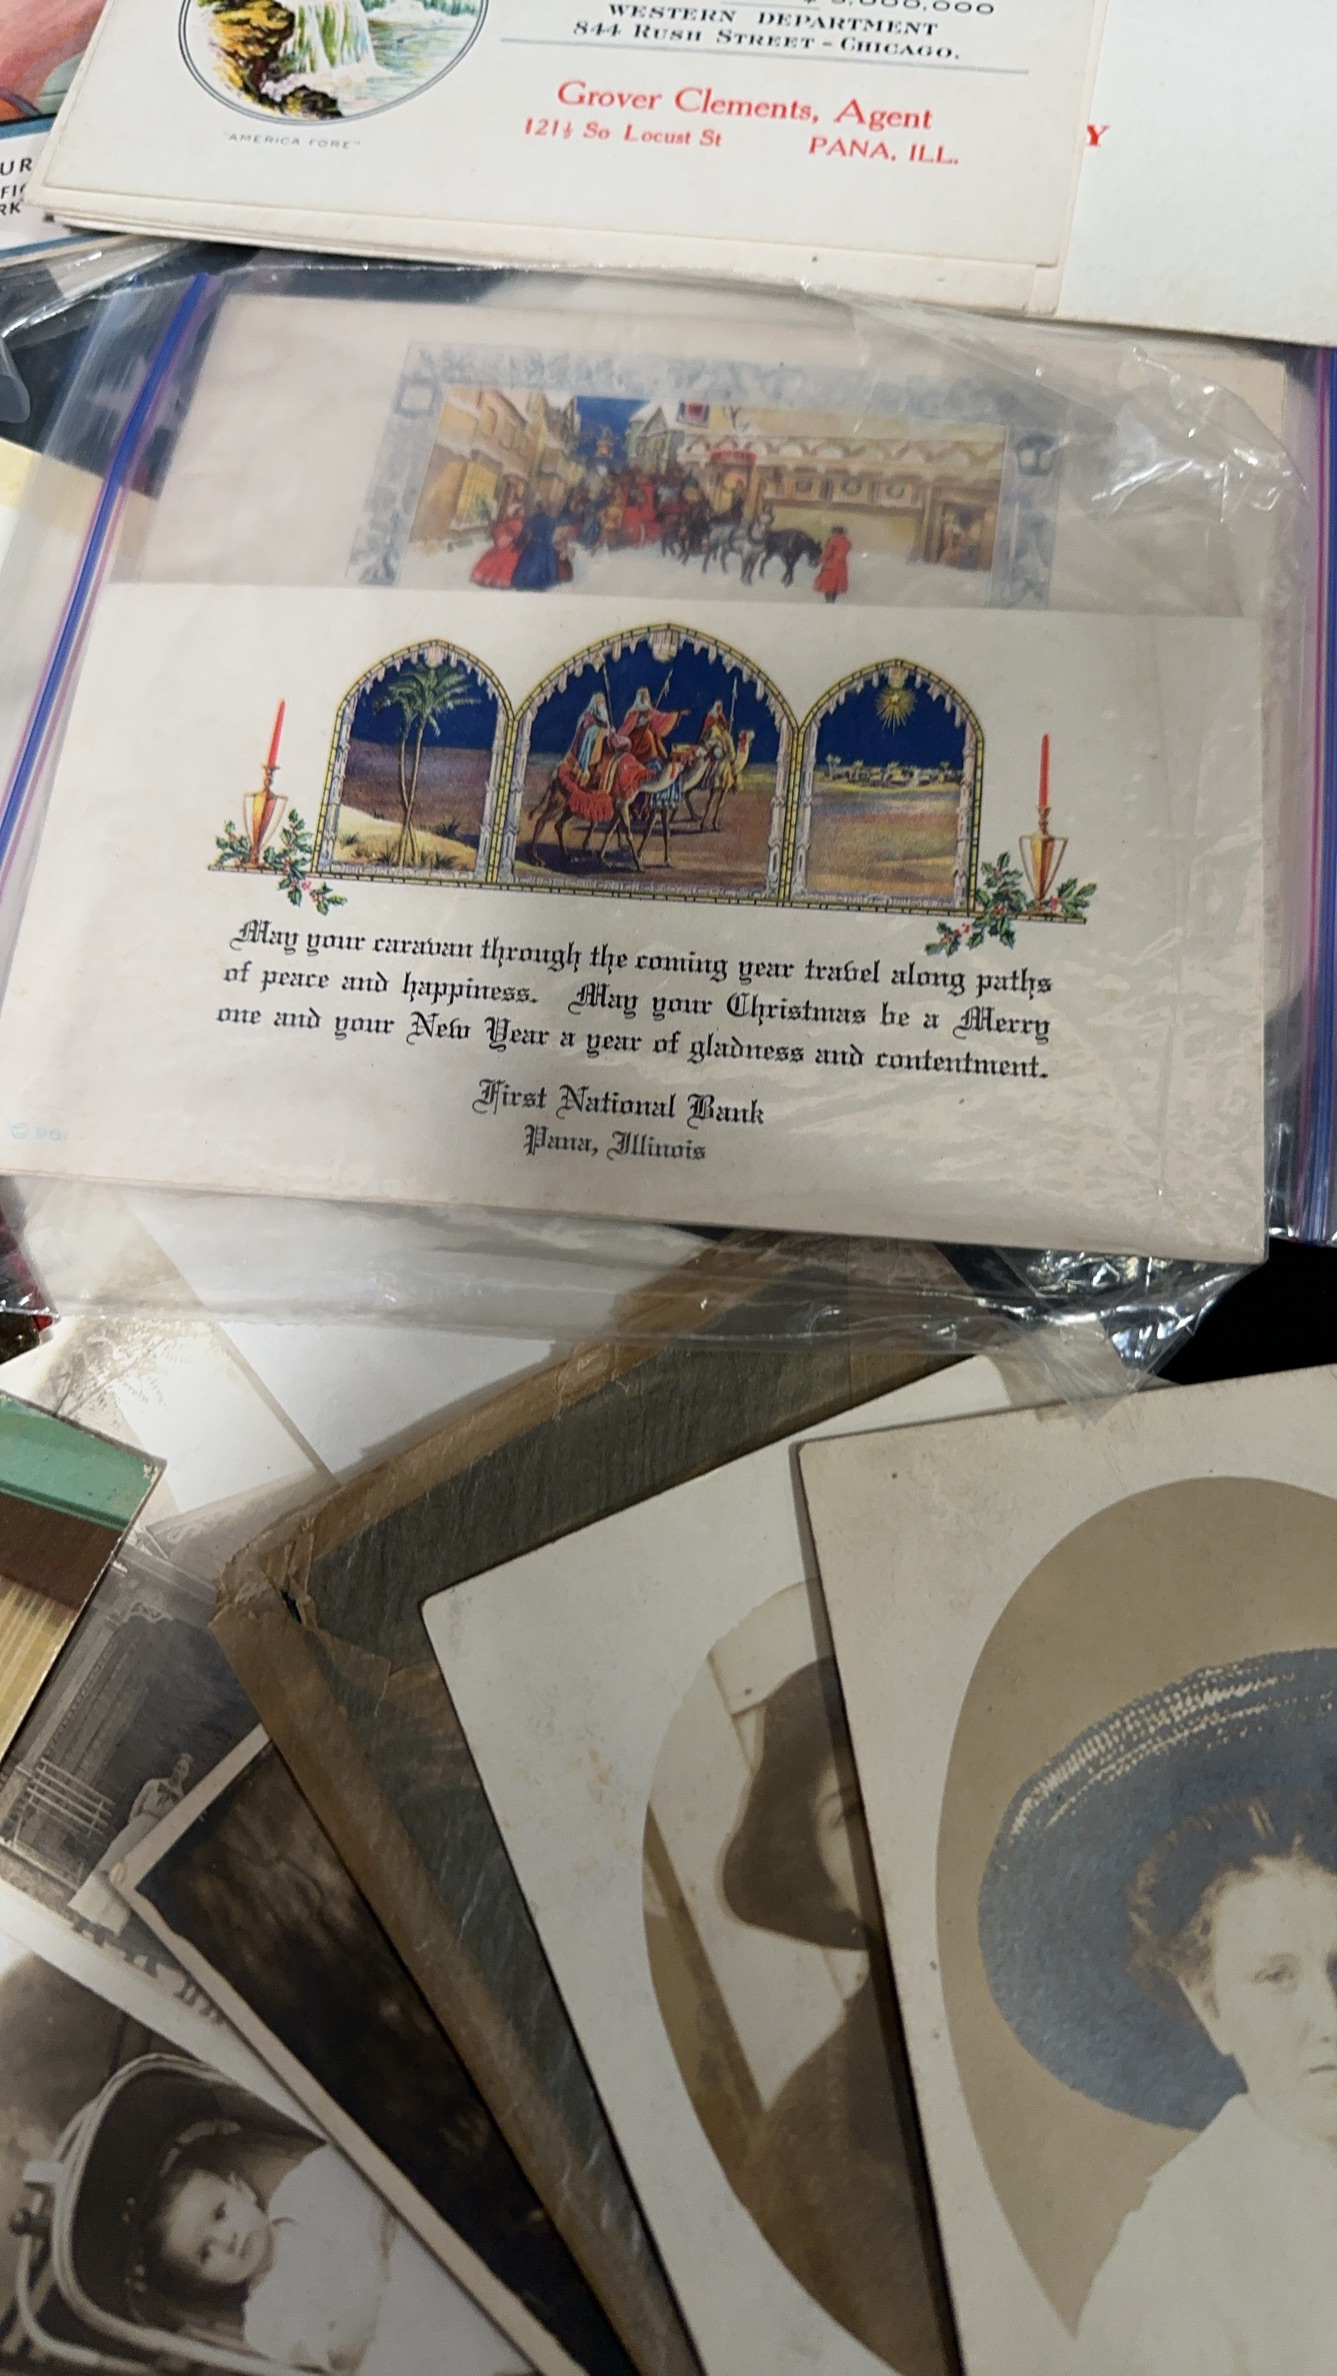 WESTERN DEPARTMENT
844 RUSH STREET - CHICAGO.
Grover Clements, Agent
121½ So Locust St PANA, ILL.
"AMERICA FORE"
Y
UR
RK
May your caravan through the coming year travel along paths
of peace and happiness. May your Christmas be a Merry
one and your New Year a year of gladness and contentment.
First National Bank
Pana, Illinois